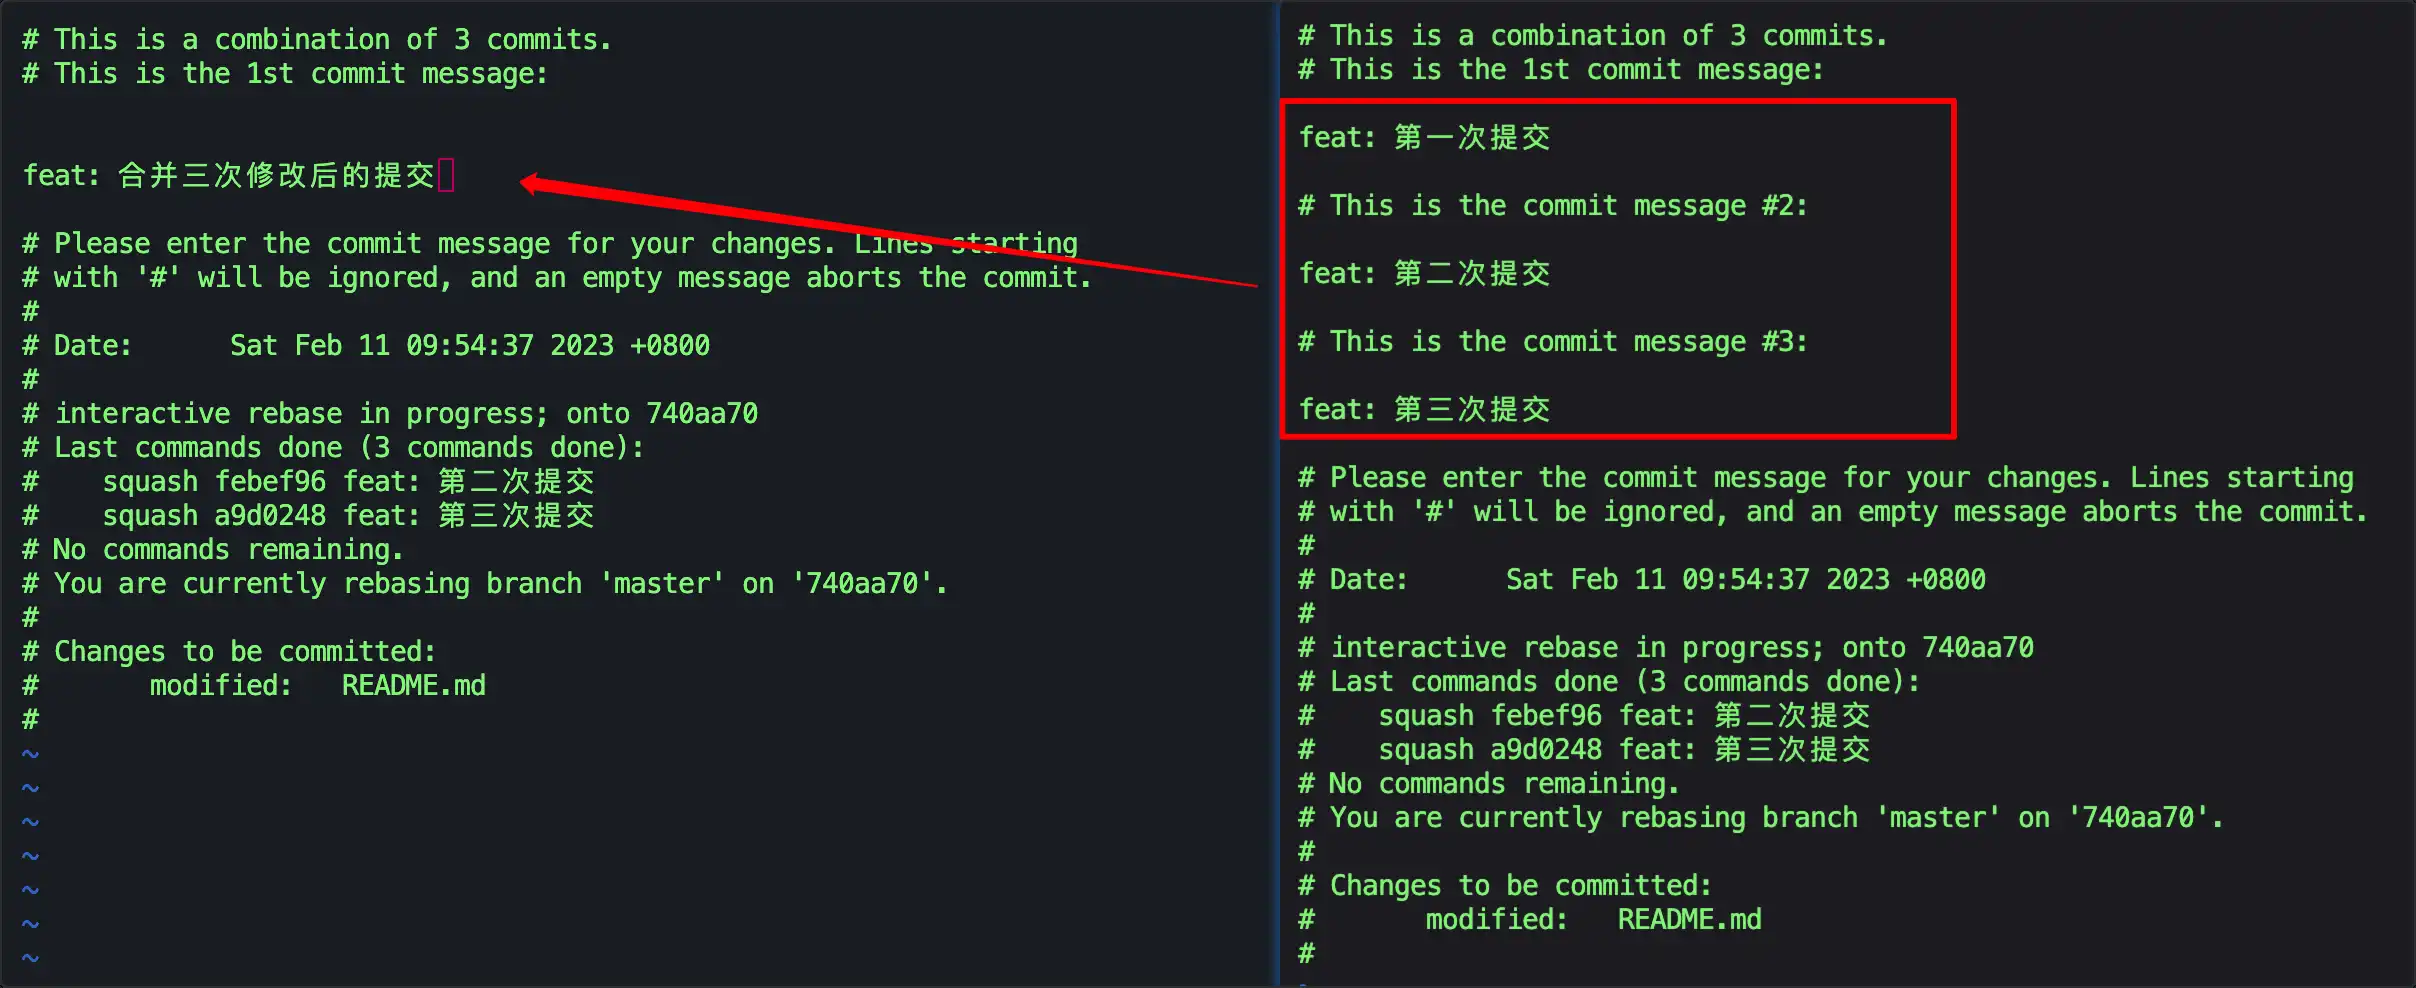 # This is a combination of 3 commits.
# This is the 1st commit message:
feat: 合并三次修改后的提交
# Please enter the commit message for your changes. Lines starting
# with '#' will be ignored, and an empty message aborts the commit.
#
# Date:      Sat Feb 11 09:54:37 2023 +0800
#
# interactive rebase in progress; onto 740aa70
# Last commands done (3 commands done):
#    squash febef96 feat: 第二次提交
#    squash a9d0248 feat: 第三次提交
# No commands remaining.
# You are currently rebasing branch 'master' on '740aa70'.
#
# Changes to be committed:
#       modified:   README.md
#
~
~
~
~
~
~
~
# This is a combination of 3 commits.
# This is the 1st commit message:
feat: 第一次提交
# This is the commit message #2:
feat: 第二次提交
# This is the commit message #3:
feat: 第三次提交
# Please enter the commit message for your changes. Lines starting
# with '#' will be ignored, and an empty message aborts the commit.
#
# Date:      Sat Feb 11 09:54:37 2023 +0800
#
# interactive rebase in progress; onto 740aa70
# Last commands done (3 commands done):
#    squash febef96 feat: 第二次提交
#    squash a9d0248 feat: 第三次提交
# No commands remaining.
# You are currently rebasing branch 'master' on '740aa70'.
#
# Changes to be committed:
#       modified:   README.md
#